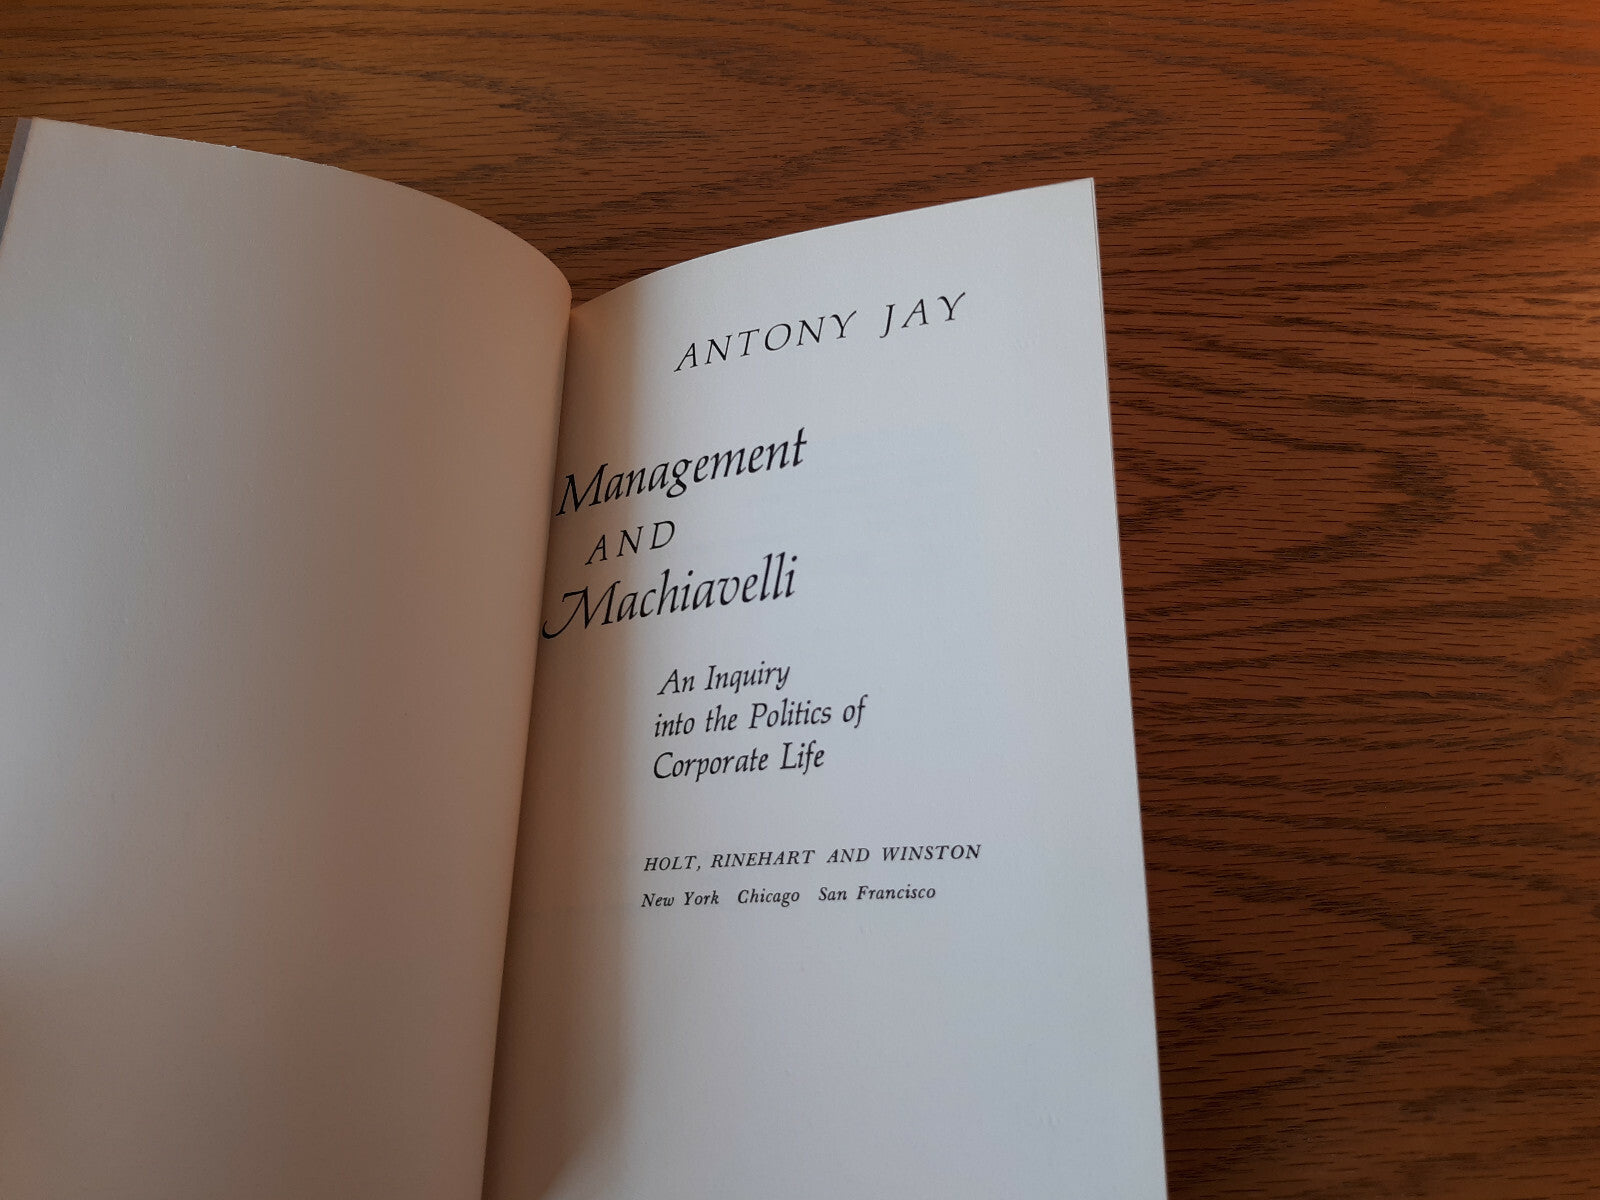 ANTONY JAY
Management
AND
Machiavelli
An Inquiry
into the Politics of
Corporate Life
HOLT, RINEHART AND WINSTON
New York Chicago San Francisco